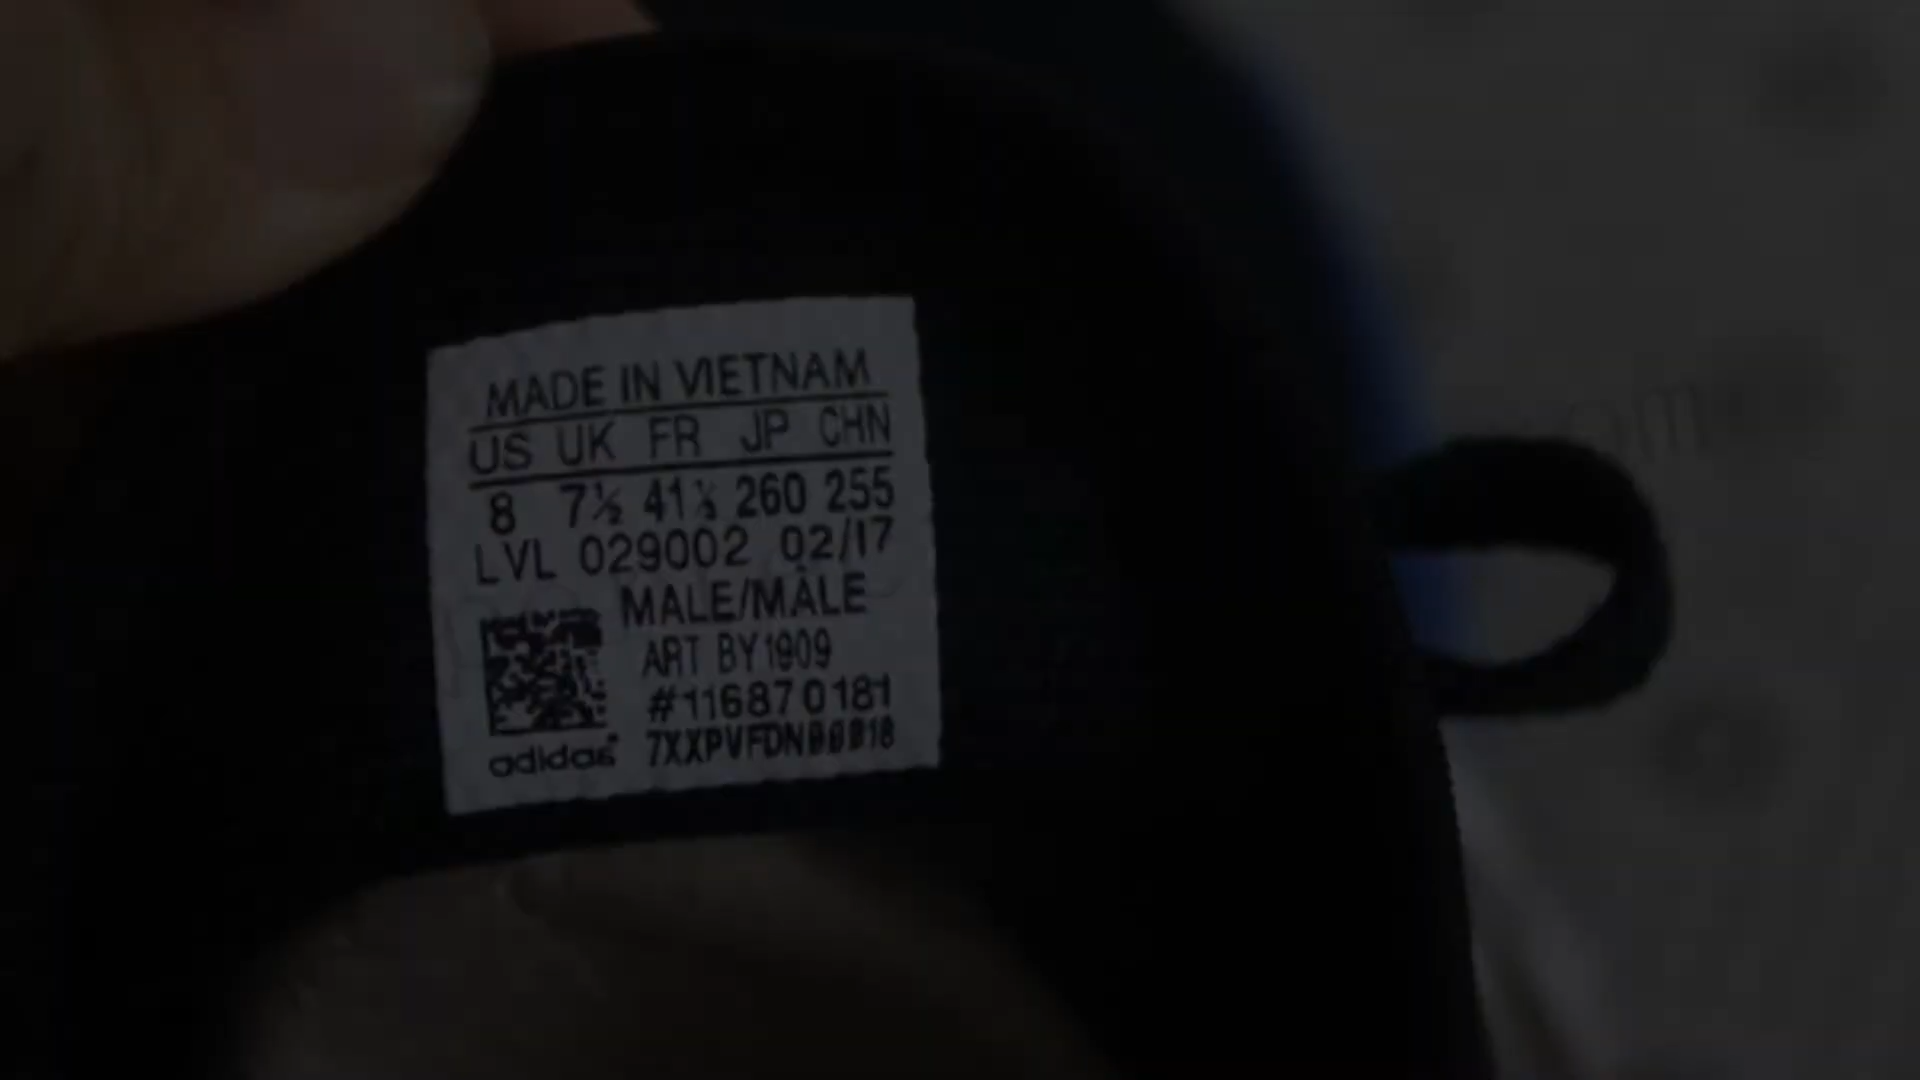 MADE IN VIETNAM
US UK FR JP CHN
8 7½ 41⅓ 260 255
LVL 029002 02/17
MALE/MÂLE
ART BY1909
#116870181
adidas